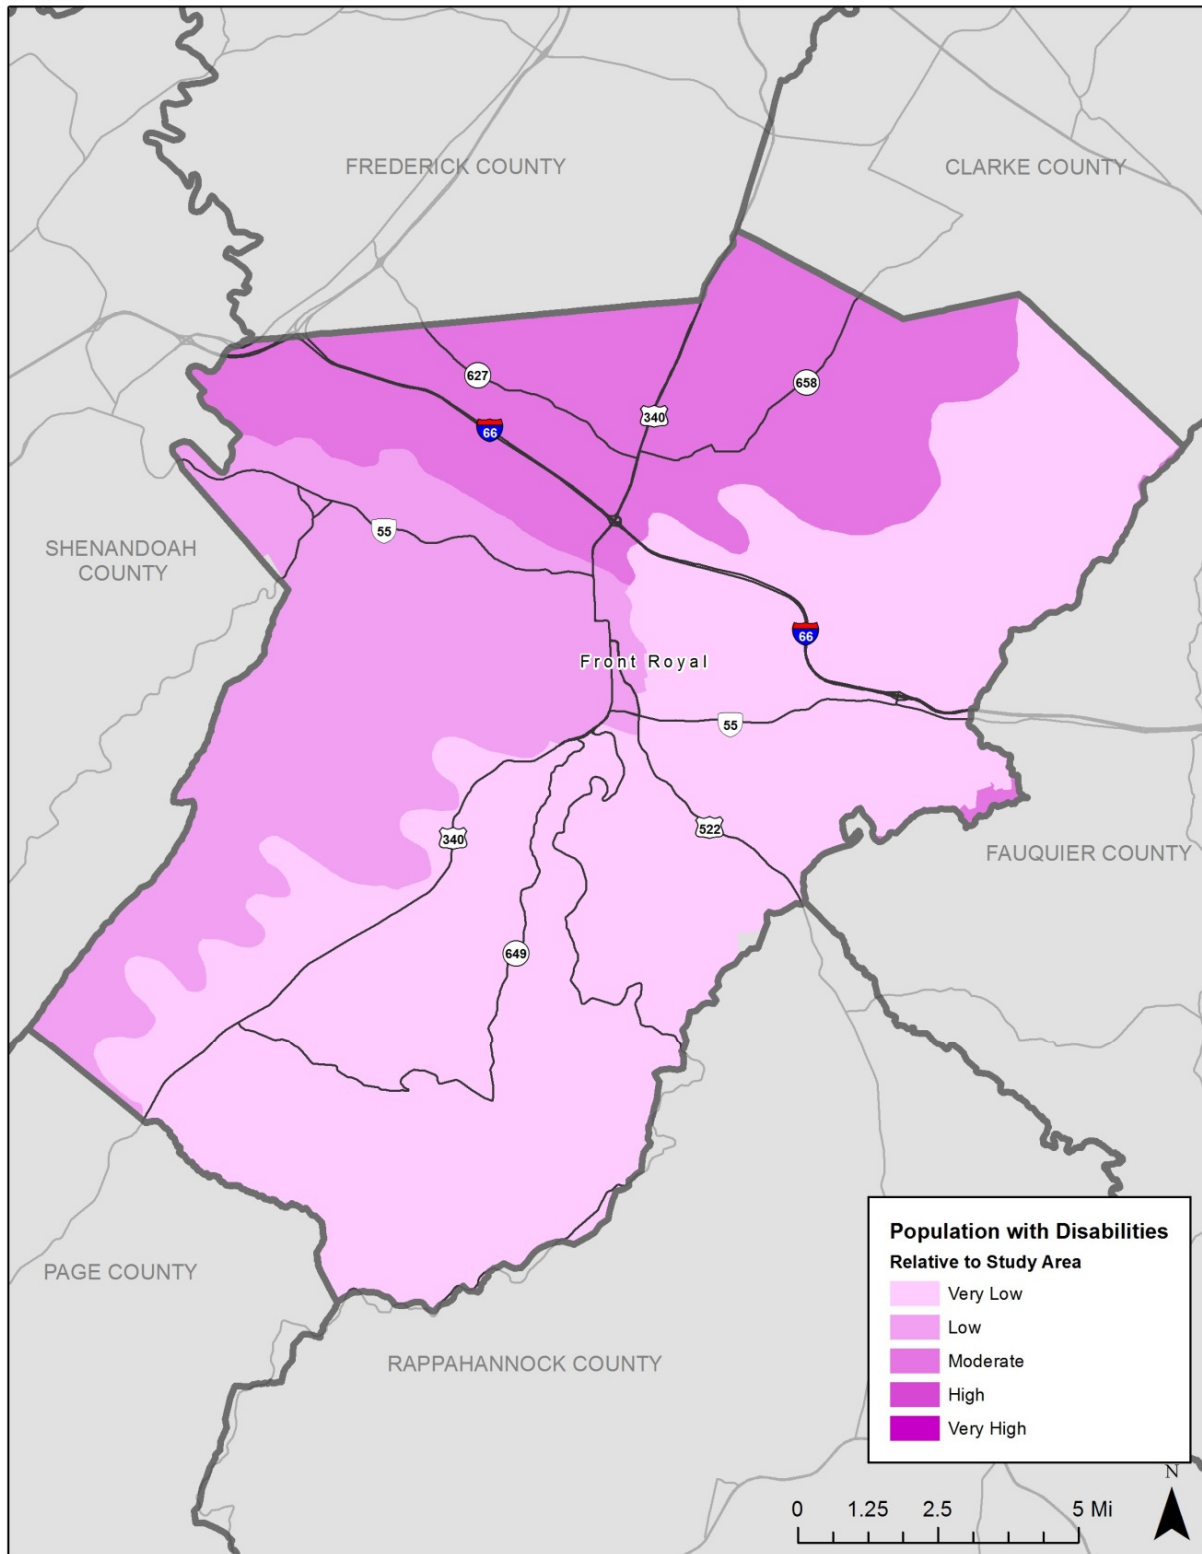 FREDERICK COUNTY
CLARKE COUNTY
627
658
340
66
55
SHENANDOAH
COUNTY
66
Front Royal
55
340
522
FAUQUIER COUNTY
649
PAGE COUNTY
RAPPAHANNOCK COUNTY
Population with Disabilities
Relative to Study Area
Very Low
Low
Moderate
High
Very High
N
0 1.25 2.5 5 Mi